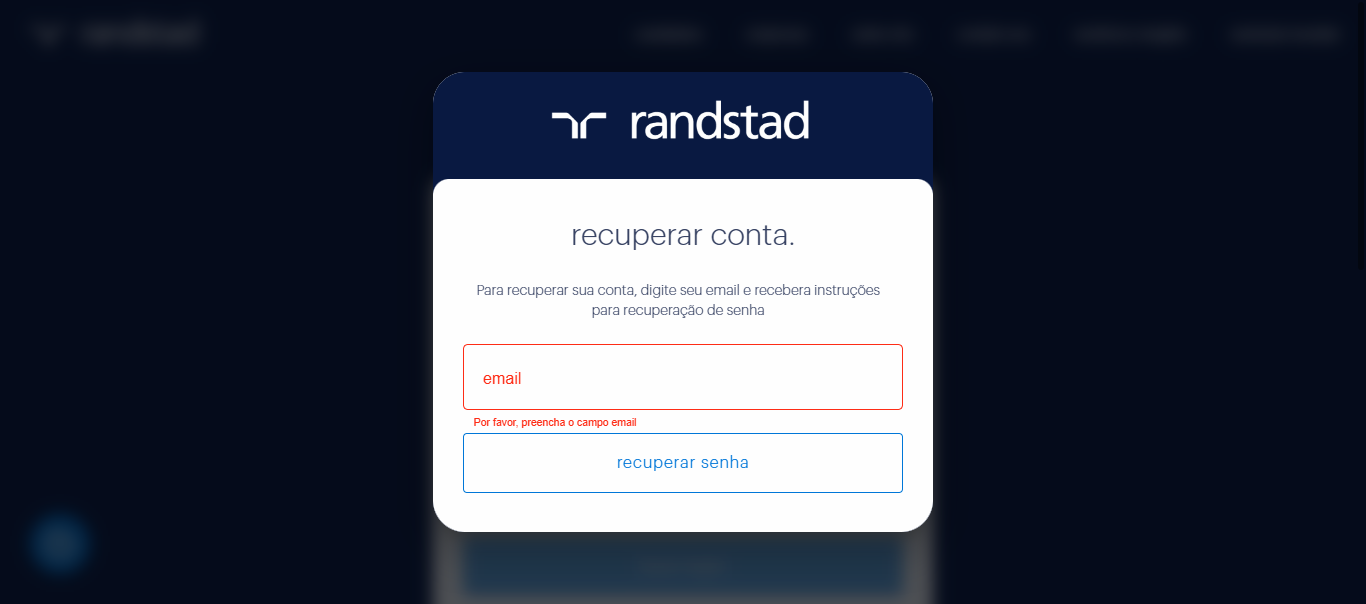 randstad
recuperar conta.
Para recuperar sua conta, digite seu email e recebera instruções
para recuperação de senha
email
Por favor, preencha o campo email
recuperar senha